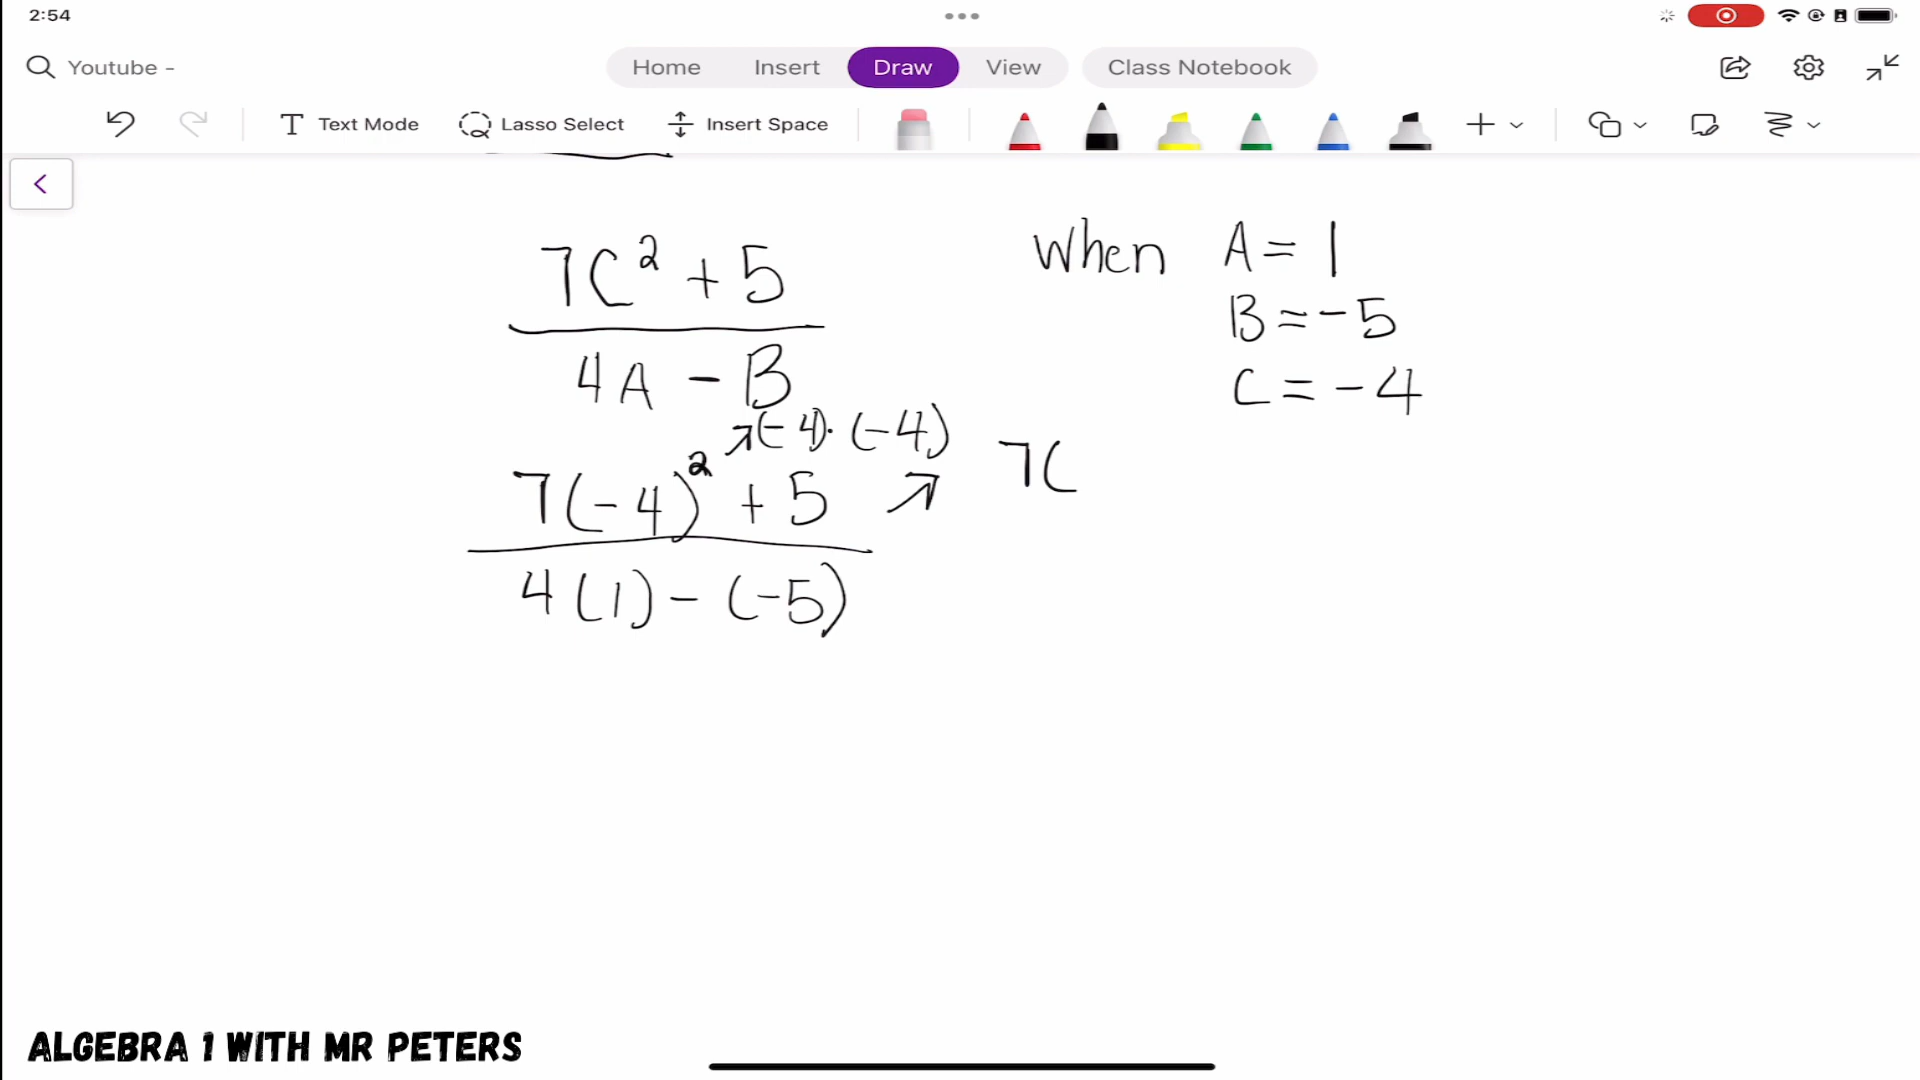 2:54
Youtube -
Home Insert Draw View Class Notebook
Text Mode Lasso Select Insert Space
7C² + 5
4A - B
When A = 1
B = -5
C = -4
(-4)·(-4)
7(-4)² + 5
4(1) - (-5)
7(
ALGEBRA 1 WITH MR PETERS